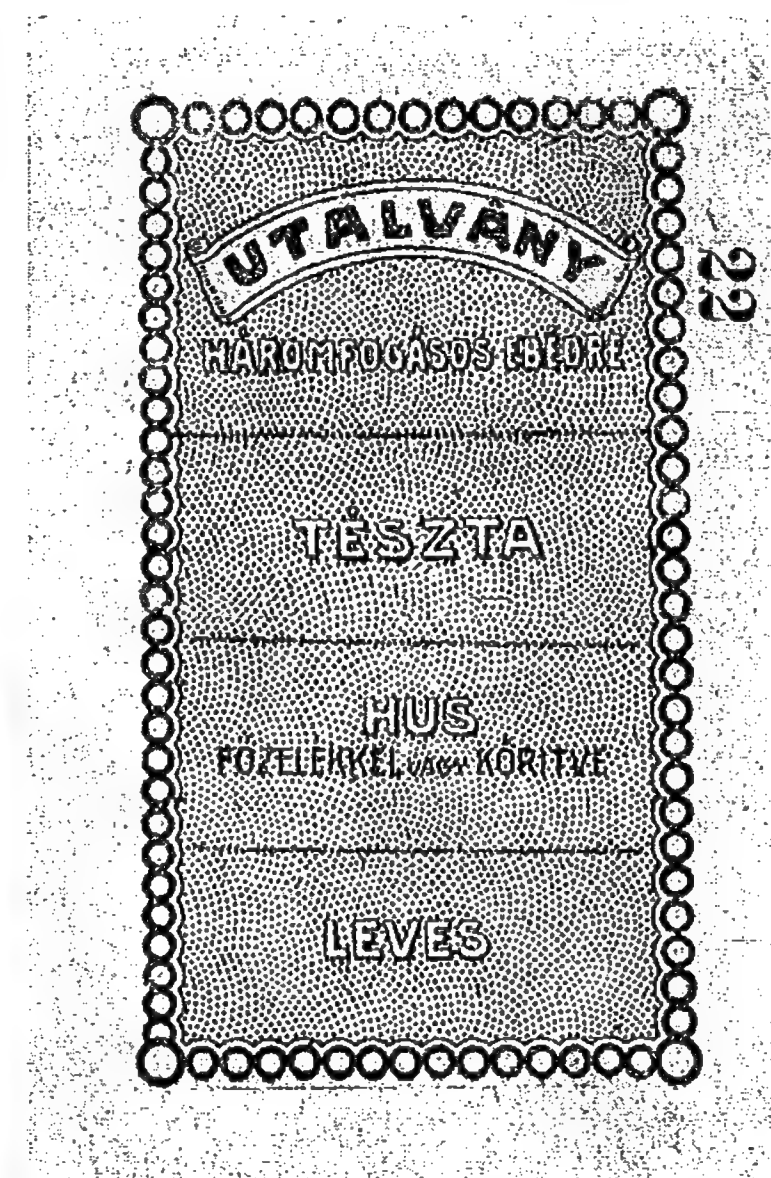 UTALVÁNY
22
HÁROMFOGÁSOS EBÉDRE
TÉSZTA
HUS
FŐZELÉKKEL VAGY KÖRITVE
LEVES